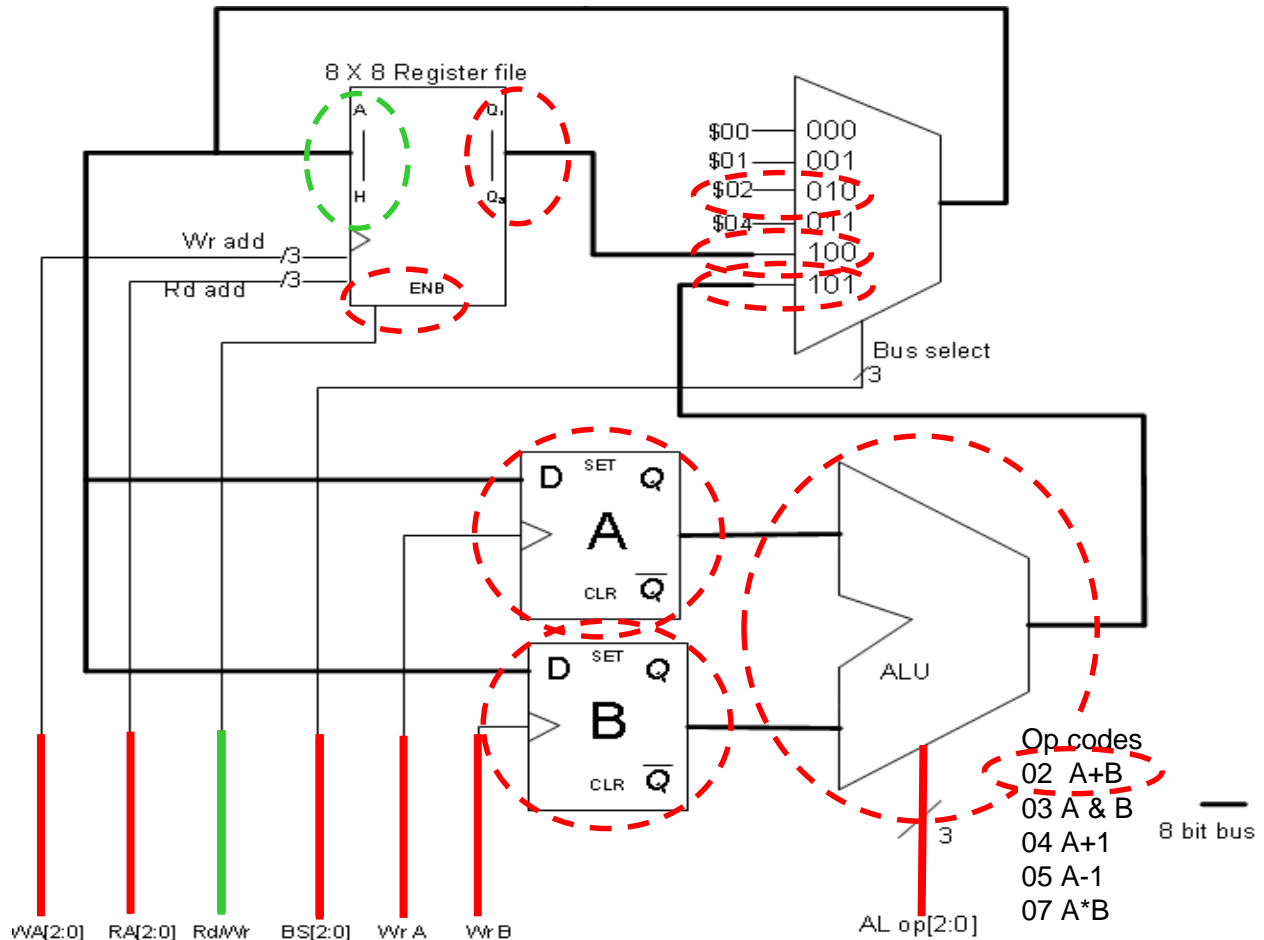 8 X 8 Register file
A
Q₁
H
Q₈
Wr add
/3
Rd add
/3
ENB
$00
000
$01
001
$02
010
$04
011
100
101
Bus select
3
D
SET
Q
A
CLR
Q
D
SET
Q
B
CLR
Q
ALU
Op codes
02 A+B
03 A & B
04 A+1
05 A-1
07 A*B
3
8 bit bus
WA[2:0]
RA[2:0]
Rd/Wr
BS[2:0]
Wr A
Wr B
AL op[2:0]